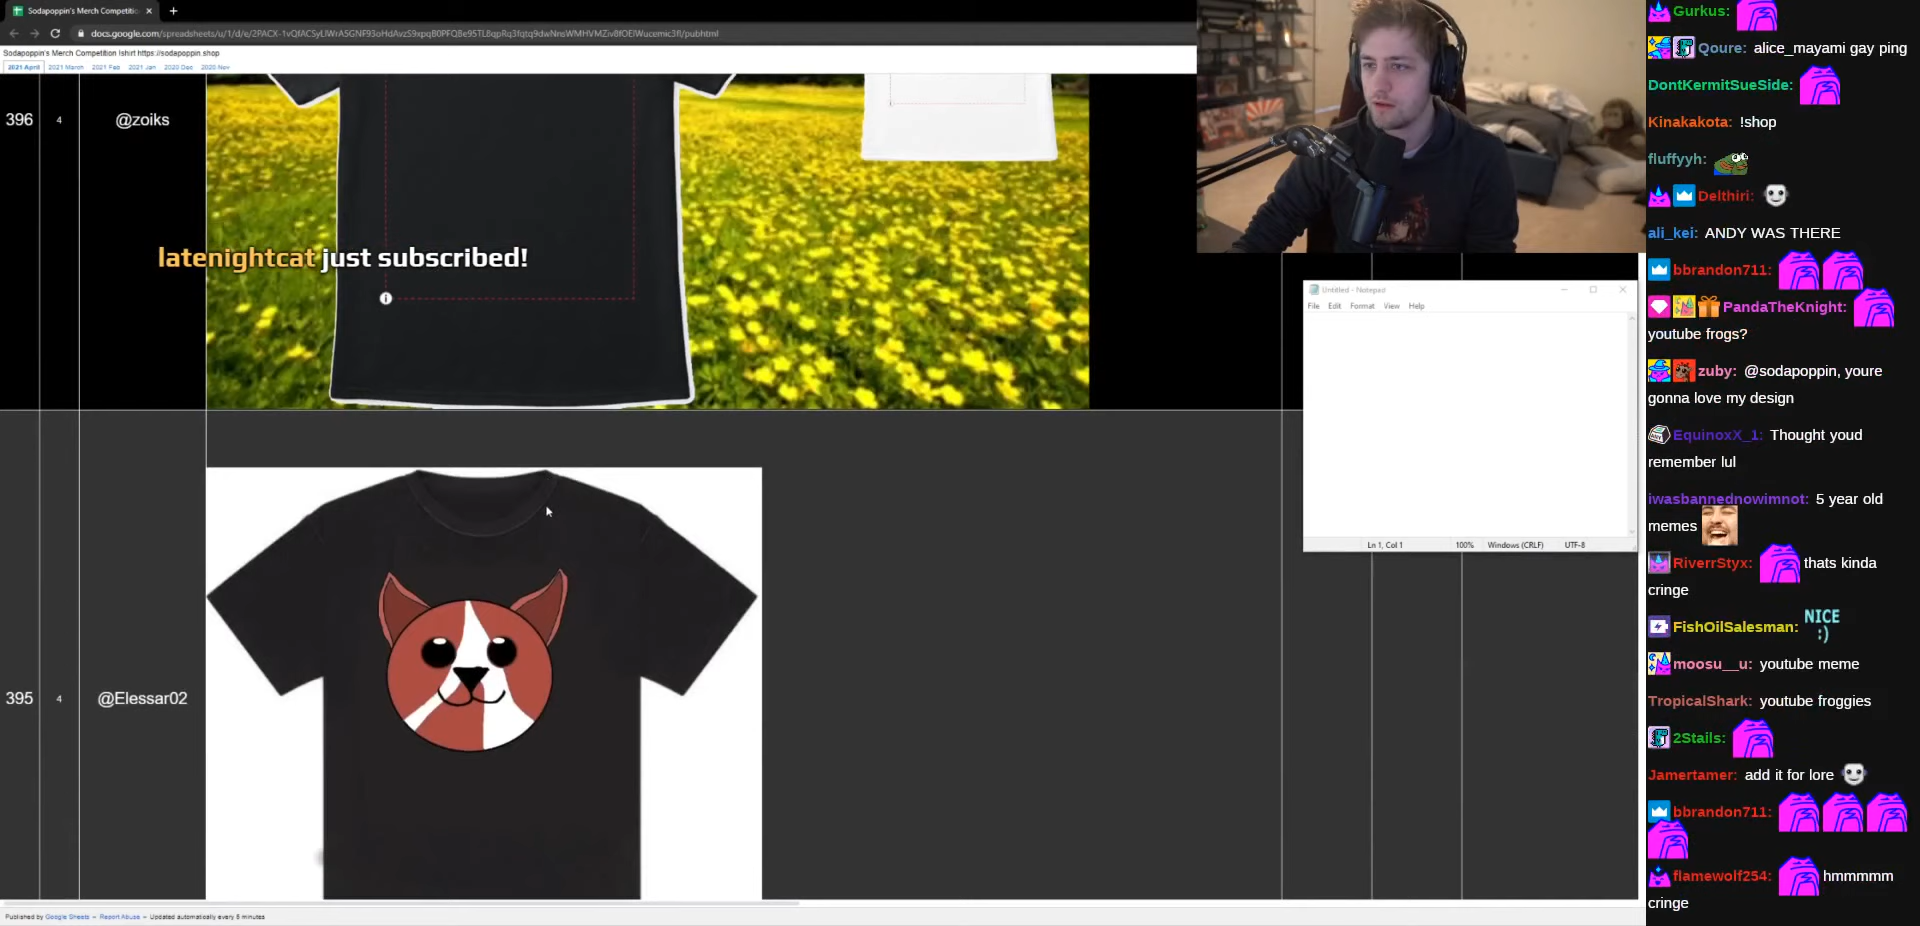 Sodapoppin's Merch Competitio
docs.google.com/spreadsheets/u/1/d/e/
Sodapoppin's Merch Competition !shirt https://sodapoppin.shop
2021 April 2021 March 2021 Feb 2021 Jan 2020 Dec 2020 Nov
396 4 @zoiks
latenightcat just subscribed!
395 4 @Elessar02
Published by Google Sheets – Report Abuse – Updated automatically every 5 minutes
Untitled - Notepad
File Edit Format View Help
Ln 1, Col 1 100% Windows (CRLF) UTF-8
Gurkus:
Qoure: alice_mayami gay ping
DontKermitSueSide:
Kinakakota: !shop
fluffyyh:
Delthiri:
ali_kei: ANDY WAS THERE
bbrandon711:
PandaTheKnight:
youtube frogs?
zuby: @sodapoppin, youre
gonna love my design
EquinoxX_1: Thought youd
remember lul
iwasbannednowimnot: 5 year old
memes
RiverrStyx: thats kinda
cringe
FishOilSalesman: NICE :)
moosu__u: youtube meme
TropicalShark: youtube froggies
2Stails:
Jamertamer: add it for lore
bbrandon711:
flamewolf254: hmmmmm
cringe